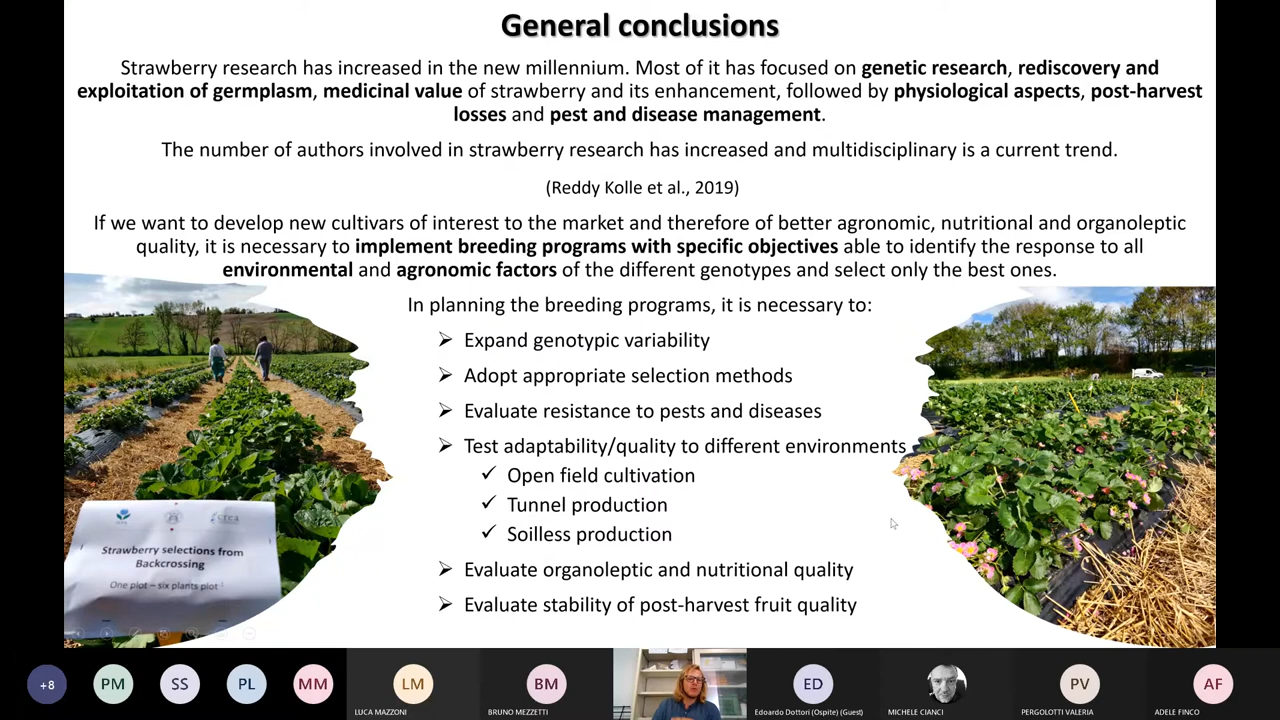 General conclusions
Strawberry research has increased in the new millennium. Most of it has focused on genetic research, rediscovery and
exploitation of germplasm, medicinal value of strawberry and its enhancement, followed by physiological aspects, post-harvest
losses and pest and disease management.
The number of authors involved in strawberry research has increased and multidisciplinary is a current trend.
(Reddy Kolle et al., 2019)
If we want to develop new cultivars of interest to the market and therefore of better agronomic, nutritional and organoleptic
quality, it is necessary to implement breeding programs with specific objectives able to identify the response to all
environmental and agronomic factors of the different genotypes and select only the best ones.
In planning the breeding programs, it is necessary to:
➢ Expand genotypic variability
➢ Adopt appropriate selection methods
➢ Evaluate resistance to pests and diseases
➢ Test adaptability/quality to different environments
✓ Open field cultivation
✓ Tunnel production
✓ Soilless production
➢ Evaluate organoleptic and nutritional quality
➢ Evaluate stability of post-harvest fruit quality
crea
Strawberry selections from
Backcrossing
One plot – six plants plot
+8
PM
SS
PL
MM
LM
LUCA MAZZONI
BM
BRUNO MEZZETTI
ED
Edoardo Dottori (Ospite) (Guest)
MICHELE CIANCI
PV
PERGOLOTTI VALERIA
AF
ADELE FINCO